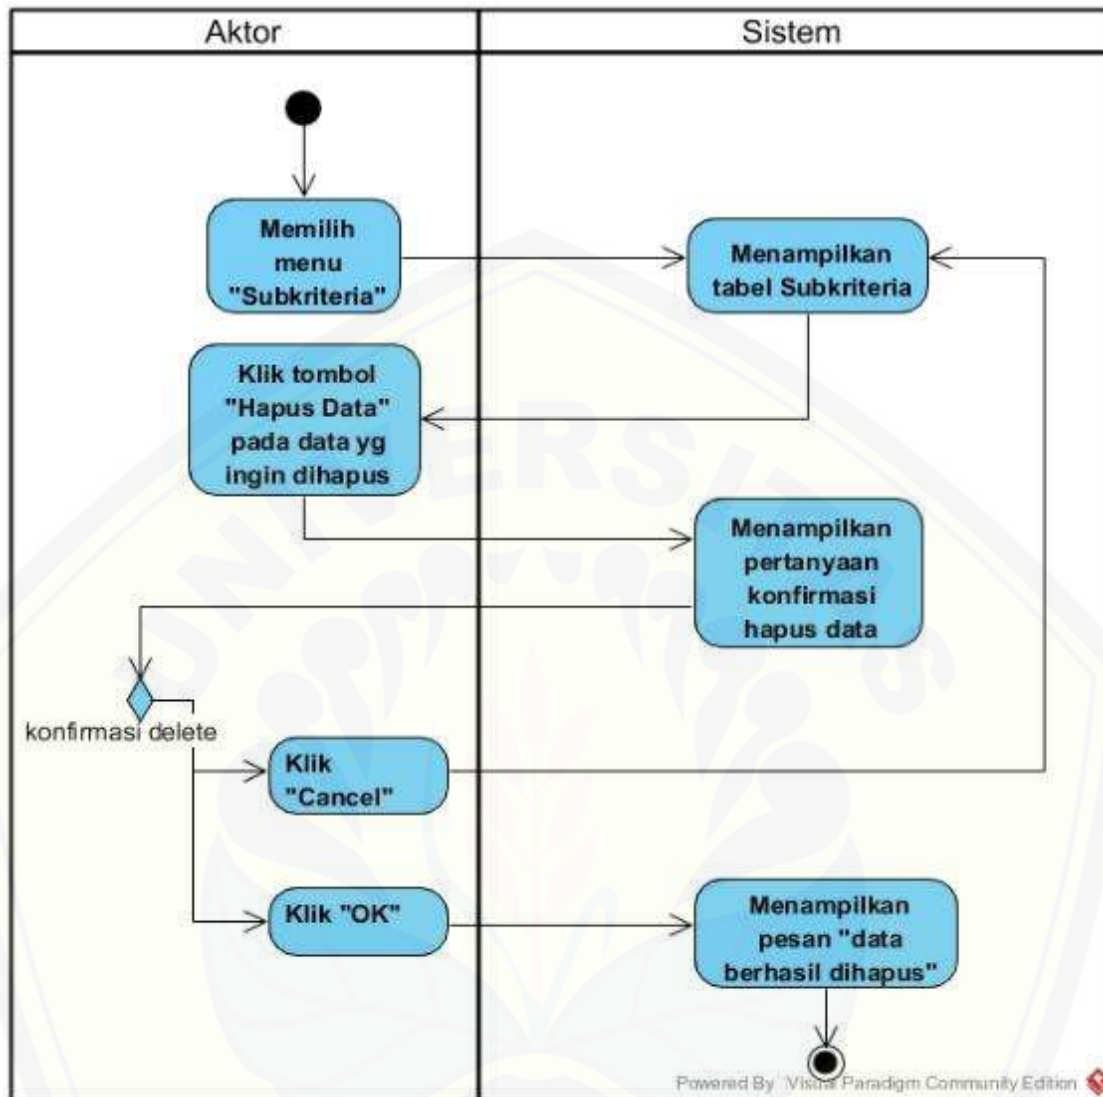 Aktor
Sistem
Memilih
menu
"Subkriteria"
Menampilkan
tabel Subkriteria
Klik tombol
"Hapus Data"
pada data yg
ingin dihapus
Menampilkan
pertanyaan
konfirmasi
hapus data
konfirmasi delete
Klik
"Cancel"
Klik "OK"
Menampilkan
pesan "data
berhasil dihapus"
Powered By Visual Paradigm Community Edition
UNIVERSITAS